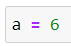 a = 6